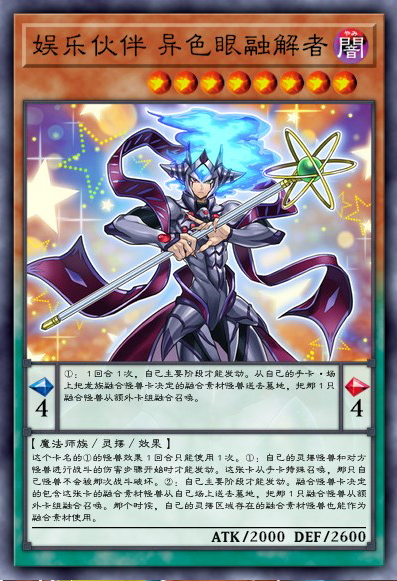 娱乐伙伴 异色眼融解者
やみ
闇
①：1回合1次，自己主要阶段才能发动。从自己的手卡·场
上把龙族融合怪兽卡决定的融合素材怪兽送去墓地，把那1只
融合怪兽从额外卡组融合召唤。
4
4
【魔法师族／灵摆／效果】
这个卡名的①的怪兽效果1回合只能使用1次。①：自己的灵摆怪兽和对方
怪兽进行战斗的伤害步骤开始时才能发动。这张卡从手卡特殊召唤，那只自
己怪兽不会被那次战斗破坏。②：自己主要阶段才能发动。融合怪兽卡决定
的包含这张卡的融合素材怪兽从自己场上送去墓地，把那1只融合怪兽从额
外卡组融合召唤。那个时候，自己的灵摆区域存在的融合素材怪兽也能作为
融合素材使用。
ATK/2000 DEF/2600